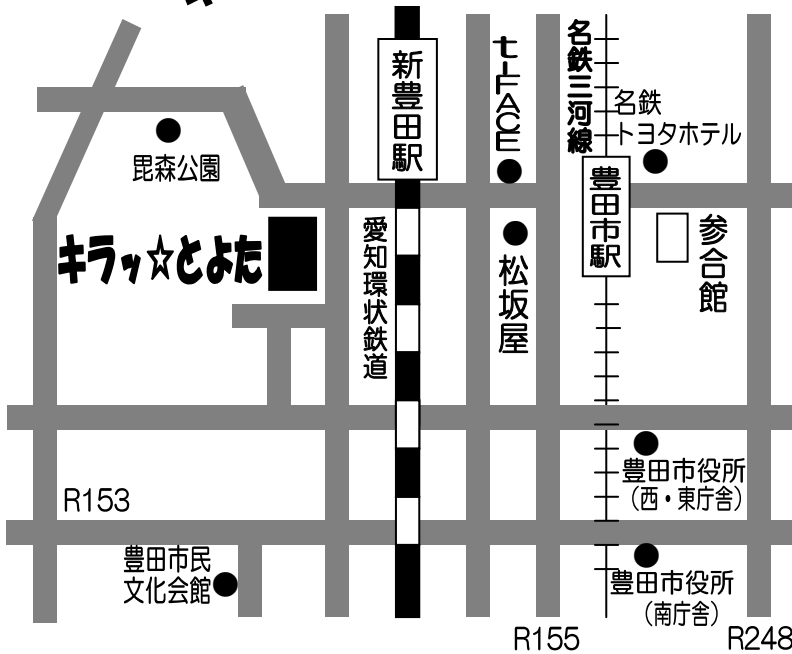 新豊田駅
t-FACE
名鉄三河線
名鉄
トヨタホテル
毘森公園
豊田市駅
参合館
キラッ☆とよた
愛知環状鉄道
松坂屋
豊田市役所
(西・東庁舎)
R153
豊田市民
文化会館
豊田市役所
(南庁舎)
R155
R248